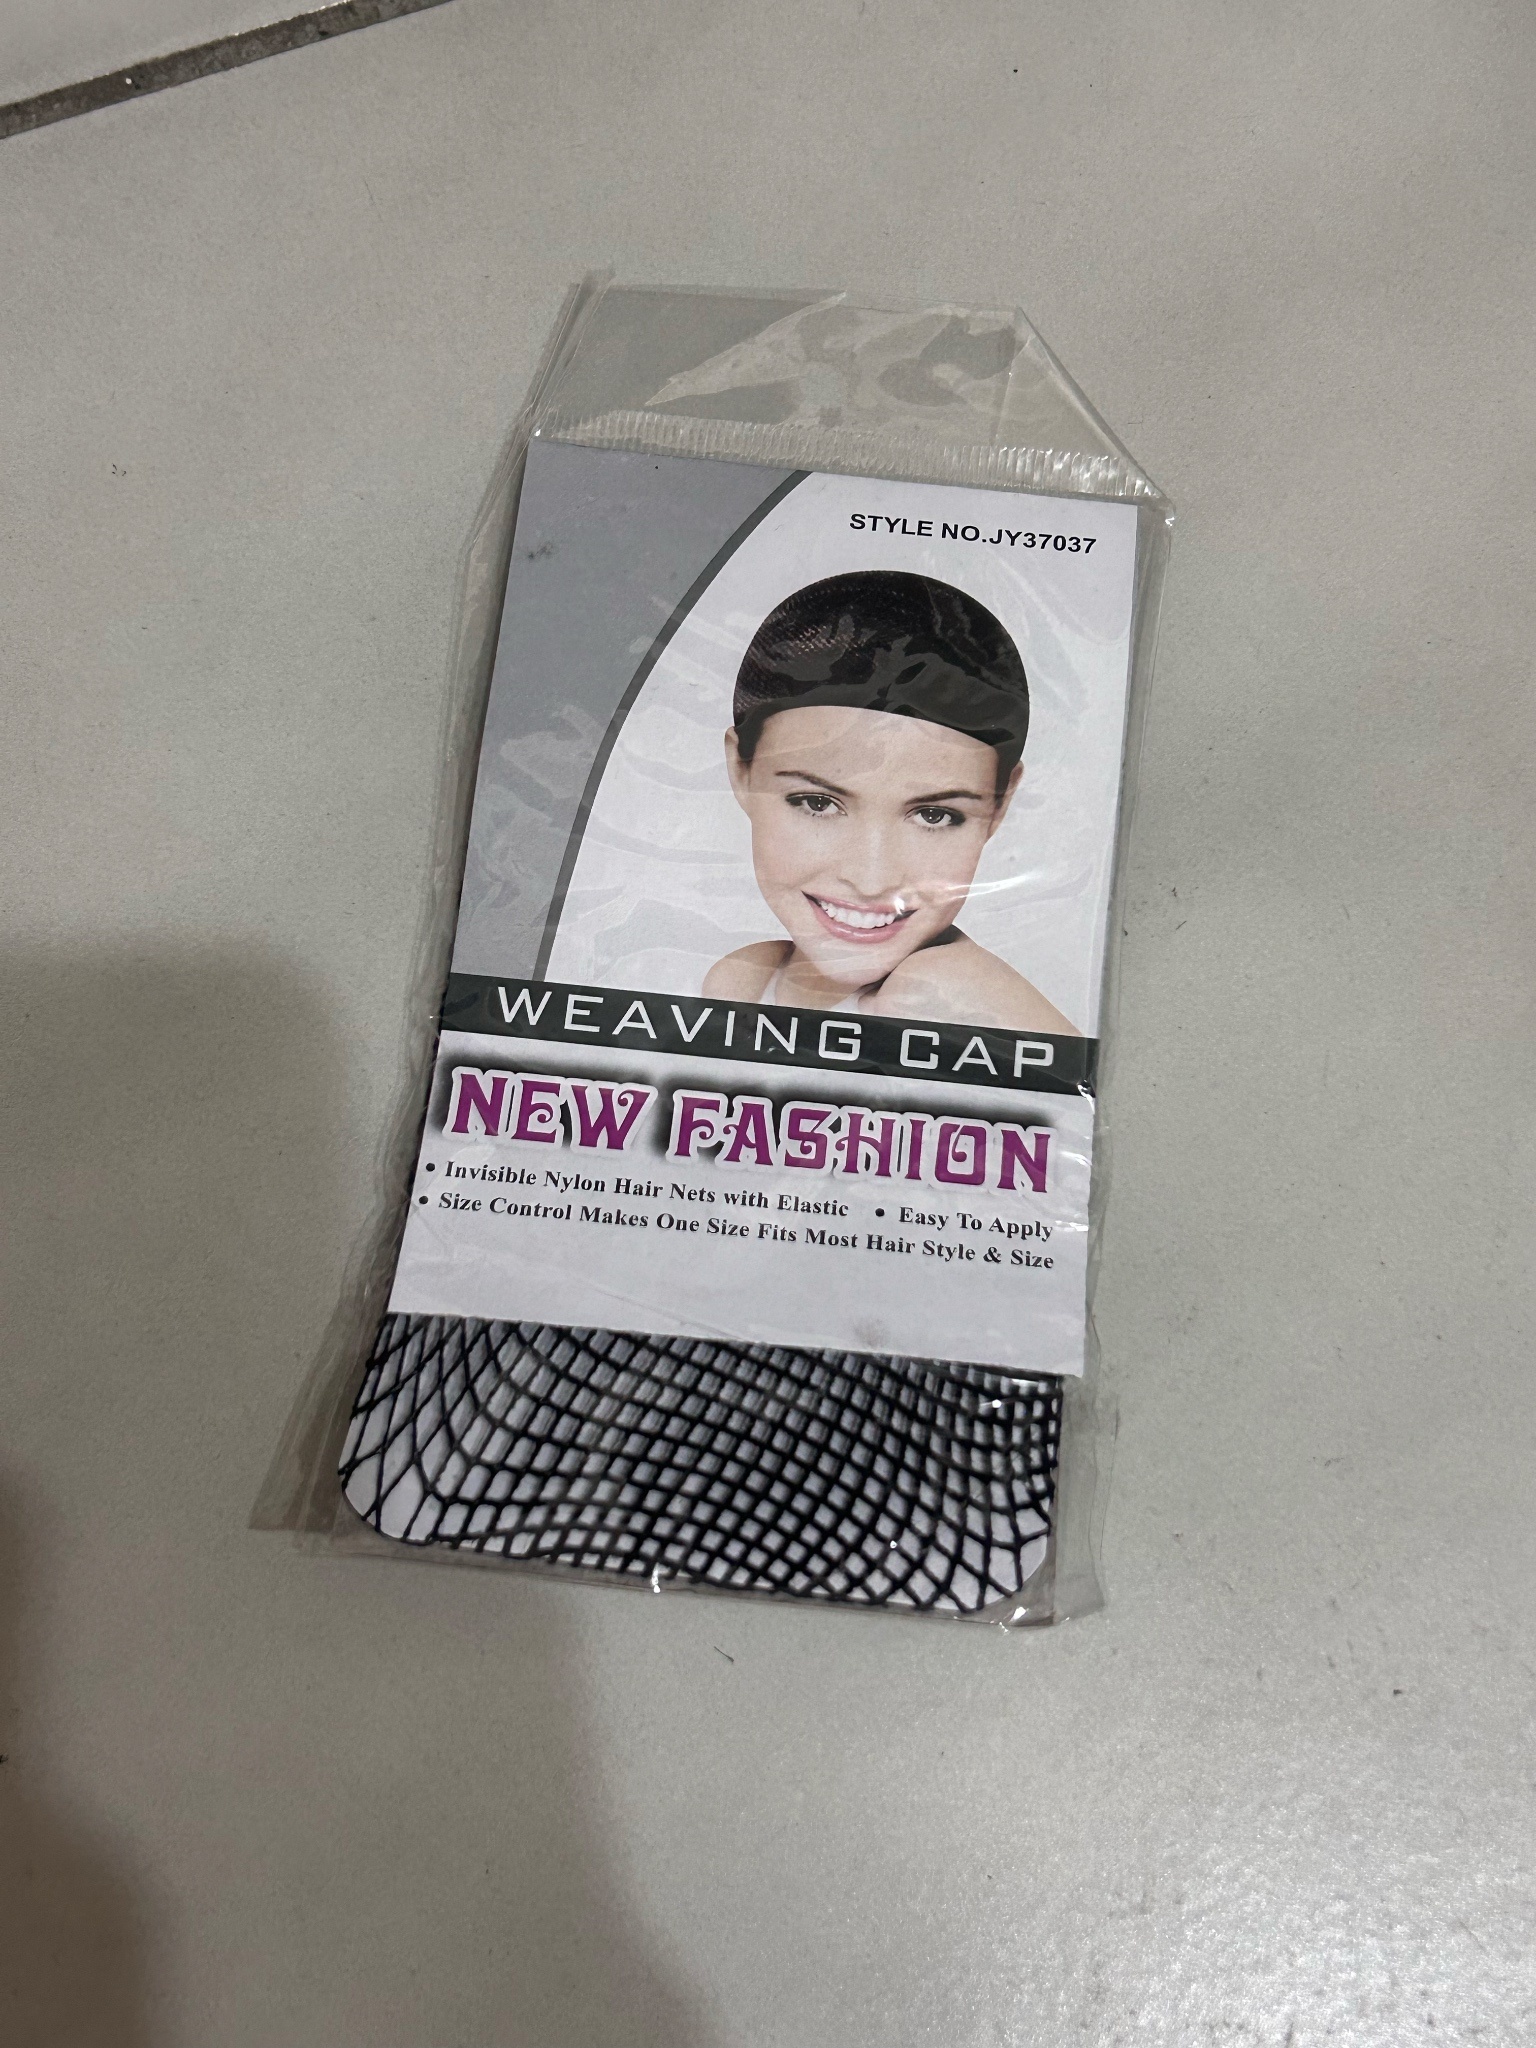 STYLE NO.JY37037
WEAVING CAP
NEW FASHION
• Invisible Nylon Hair Nets with Elastic • Easy To Apply
• Size Control Makes One Size Fits Most Hair Style & Size